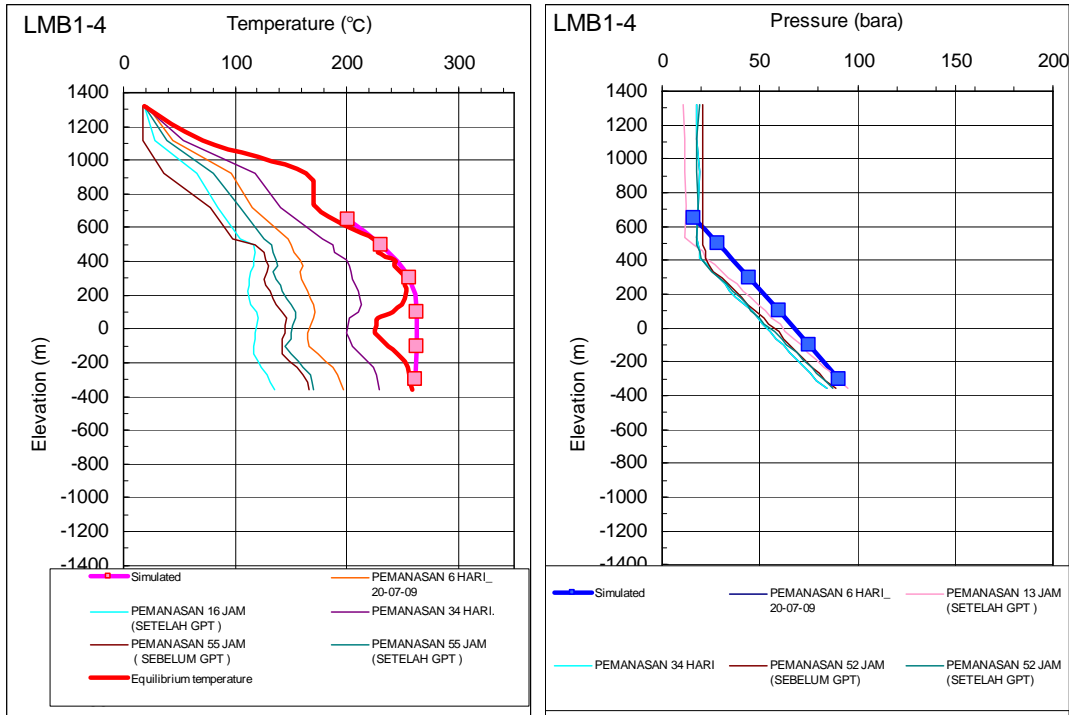 LMB1-4
Temperature (°C)
0
100
200
300
1400
1200
1000
800
600
400
200
0
-200
-400
-600
-800
-1000
-1200
-1400
Elevation (m)
Simulated
PEMANASAN 6 HARI_
20-07-09
PEMANASAN 16 JAM
(SETELAH GPT )
PEMANASAN 34 HARI.
PEMANASAN 55 JAM
( SEBELUM GPT )
PEMANASAN 55 JAM
(SETELAH GPT )
Equilibrium temperature
LMB1-4
Pressure (bara)
0
50
100
150
200
1400
1200
1000
800
600
400
200
0
-200
-400
-600
-800
-1000
-1200
-1400
Elevation (m)
Simulated
PEMANASAN 6 HARI_
20-07-09
PEMANASAN 13 JAM
(SETELAH GPT)
PEMANASAN 34 HARI
PEMANASAN 52 JAM
(SEBELUM GPT)
PEMANASAN 52 JAM
(SETELAH GPT)